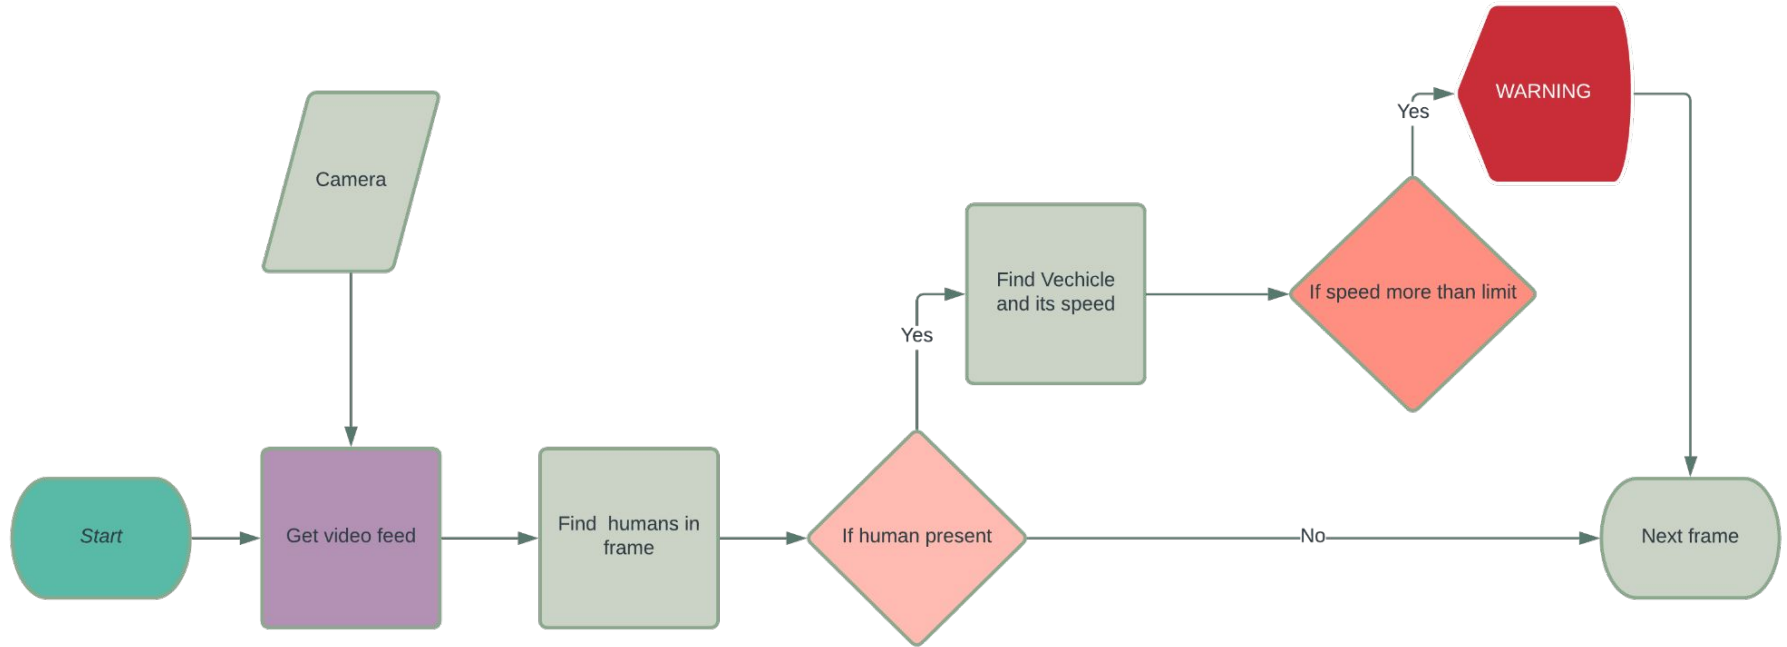 WARNING
Yes
Camera
Find Vechicle
and its speed
If speed more than limit
Yes
Start
Get video feed
Find  humans in
frame
If human present
No
Next frame